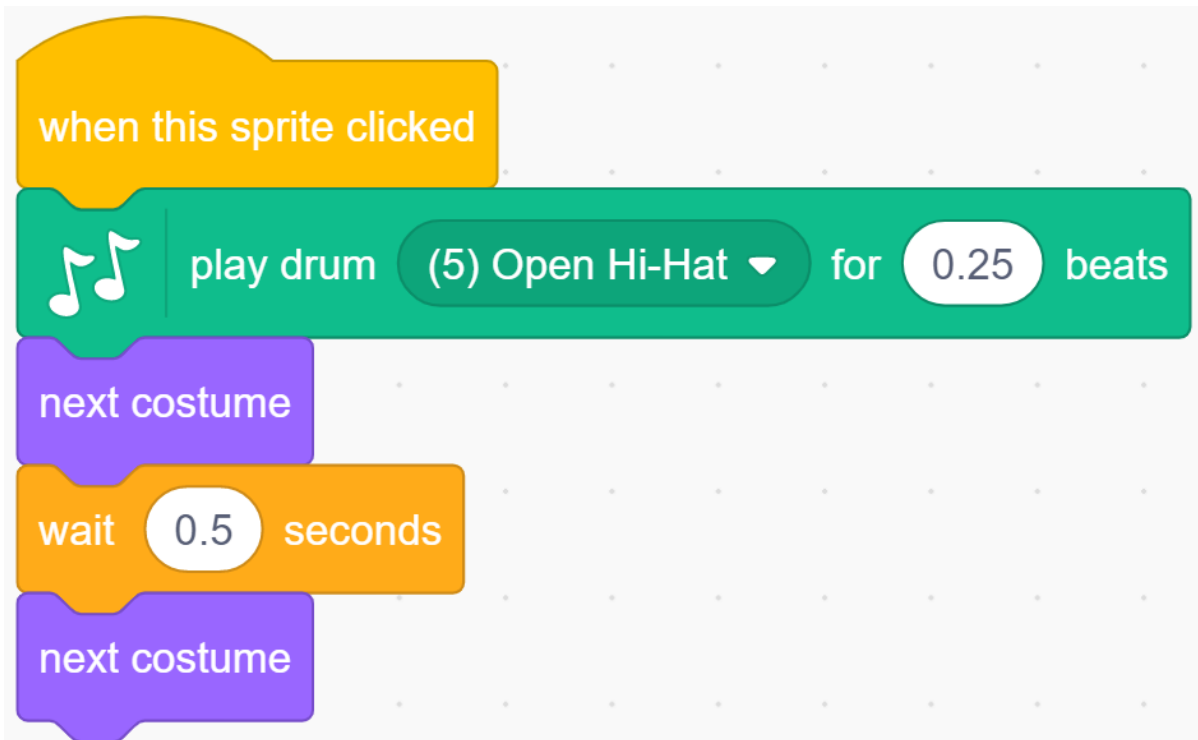 when this sprite clicked
play drum (5) Open Hi-Hat for 0.25 beats
next costume
wait 0.5 seconds
next costume